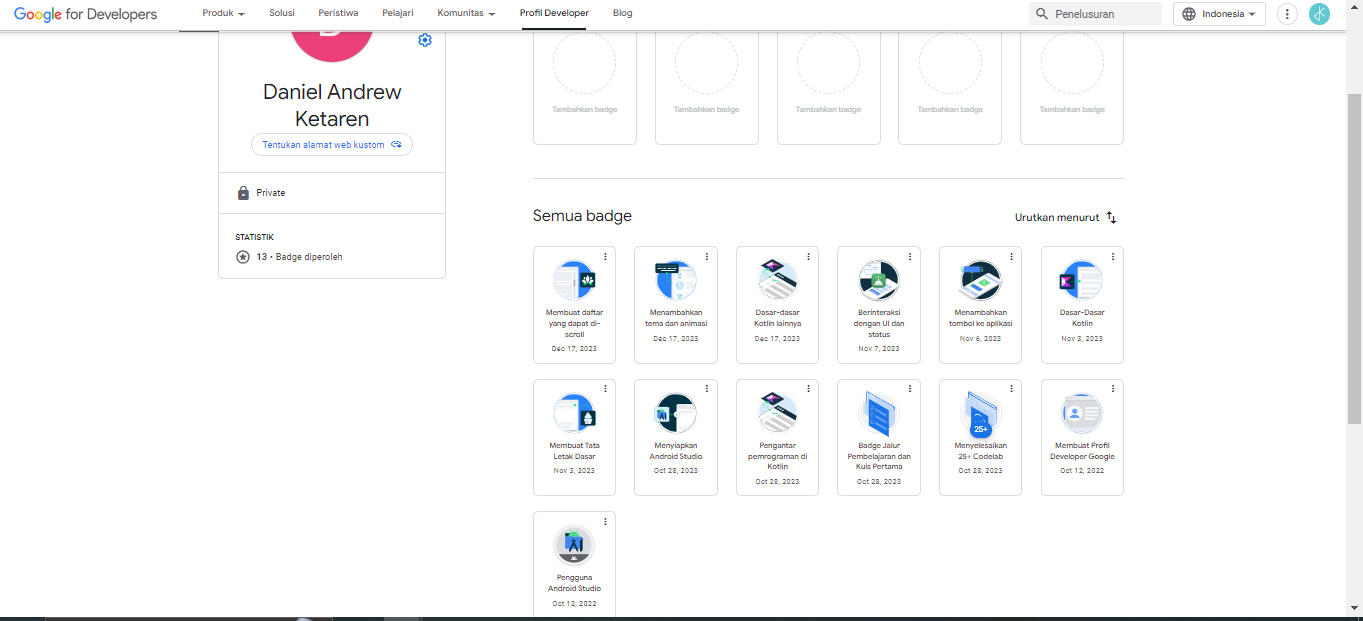 Google for Developers
Produk
Solusi
Peristiwa
Pelajari
Komunitas
Profil Developer
Blog
Penelusuran
Indonesia
Daniel Andrew
Ketaren
Tentukan alamat web kustom
Private
STATISTIK
13 • Badge diperoleh
Tambahkan badge
Tambahkan badge
Tambahkan badge
Tambahkan badge
Tambahkan badge
Semua badge
Urutkan menurut
Membuat daftar
yang dapat di-
scroll
Dec 17, 2023
Menambahkan
tema dan animasi
Dec 17, 2023
Dasar-dasar
Kotlin lainnya
Dec 17, 2023
Berinteraksi
dengan UI dan
status
Nov 7, 2023
Menambahkan
tombol ke aplikasi
Nov 6, 2023
Dasar-Dasar
Kotlin
Nov 3, 2023
Membuat Tata
Letak Dasar
Nov 3, 2023
Menyiapkan
Android Studio
Oct 28, 2023
Pengantar
pemrograman di
Kotlin
Oct 28, 2023
Badge Jalur
Pembelajaran dan
Kuis Pertama
Oct 28, 2023
25+
Menyelesaikan
25+ Codelab
Oct 28, 2023
Membuat Profil
Developer Google
Oct 12, 2022
Pengguna
Android Studio
Oct 12, 2022